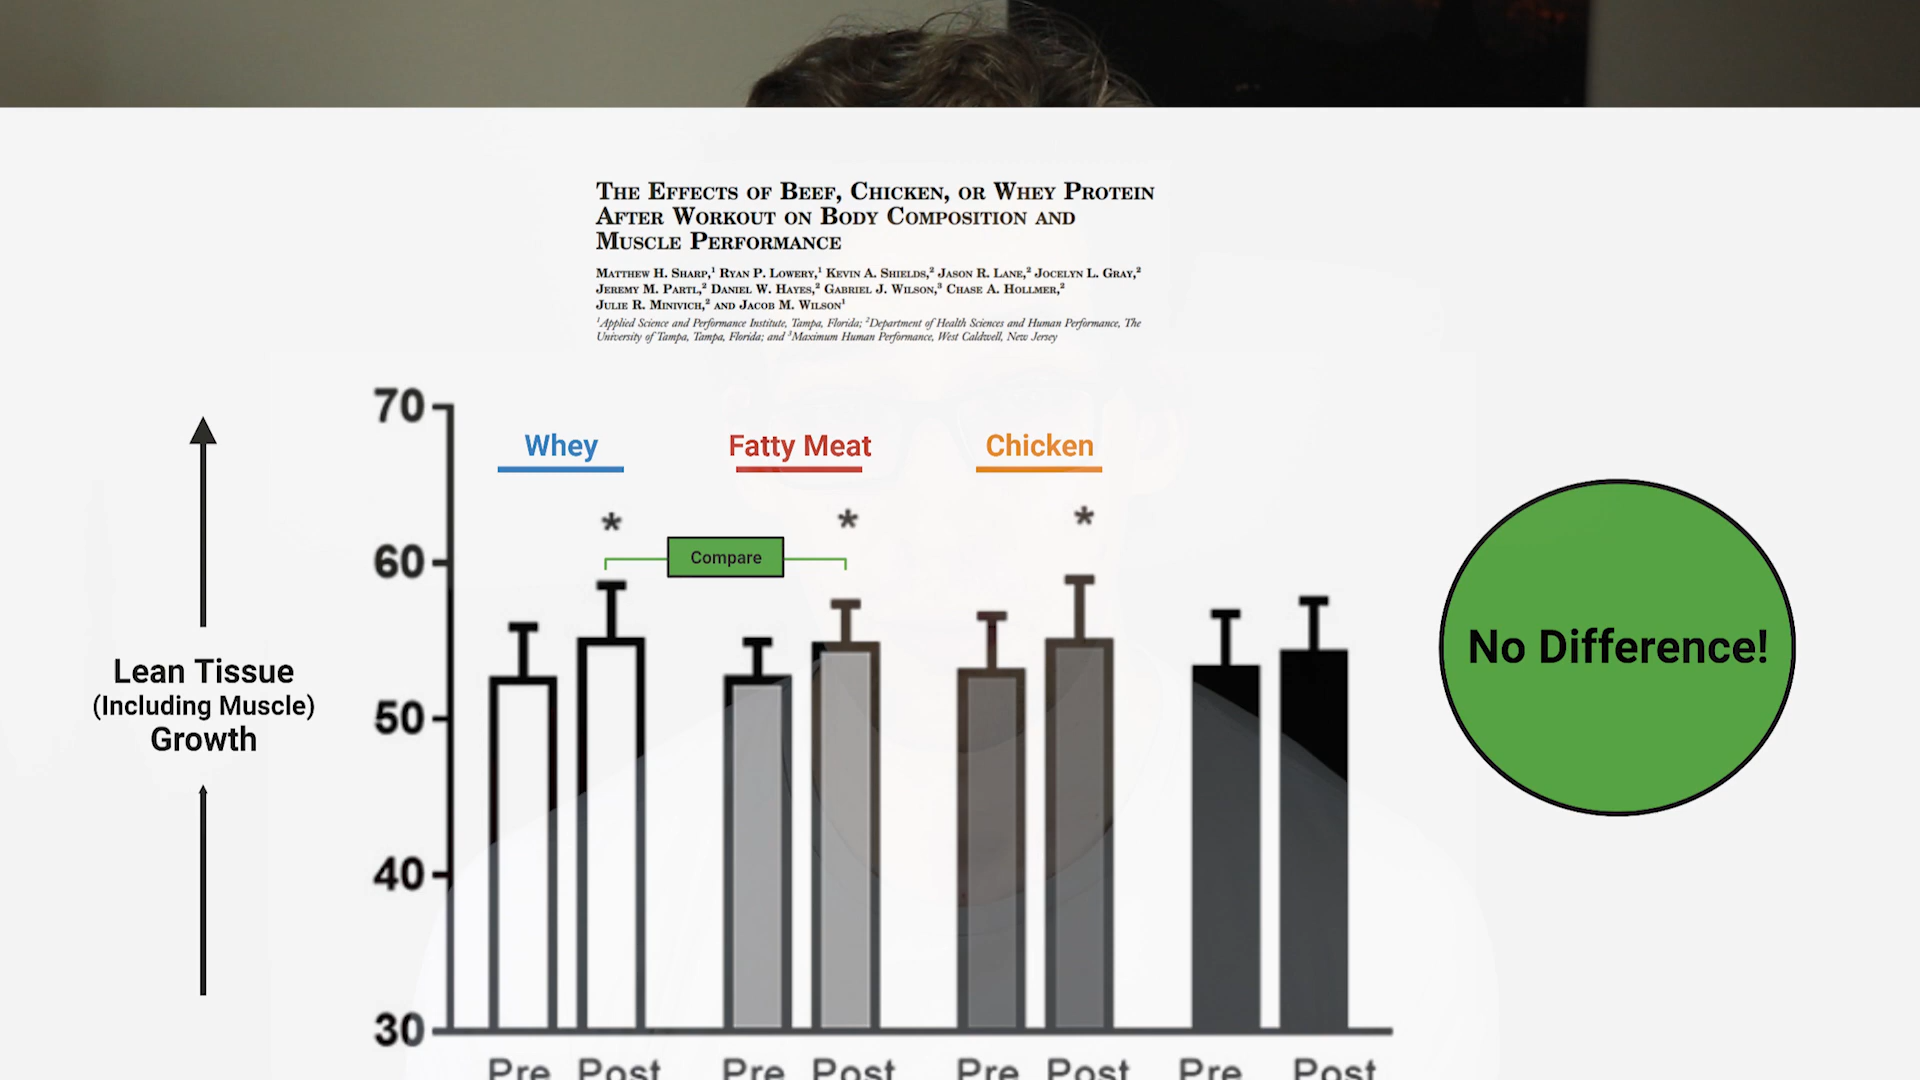 The Effects of Beef, Chicken, or Whey Protein
After Workout on Body Composition and
Muscle Performance
Matthew H. Sharp,¹ Ryan P. Lowery,¹ Kevin A. Shields,² Jason R. Lane,² Jocelyn L. Gray,²
Jeremy M. Partl,² Daniel W. Hayes,² Gabriel J. Wilson,³ Chase A. Hollmer,²
Julie R. Minivich,² and Jacob M. Wilson¹
¹Applied Science and Performance Institute, Tampa, Florida; ²Department of Health Sciences and Human Performance, The
University of Tampa, Tampa, Florida; and ³Maximum Human Performance, West Caldwell, New Jersey
70
Whey
Fatty Meat
Chicken
* * *
60
Compare
No Difference!
Lean Tissue
(Including Muscle)
Growth
50
40
30
Pre Post Pre Post Pre Post Pre Post